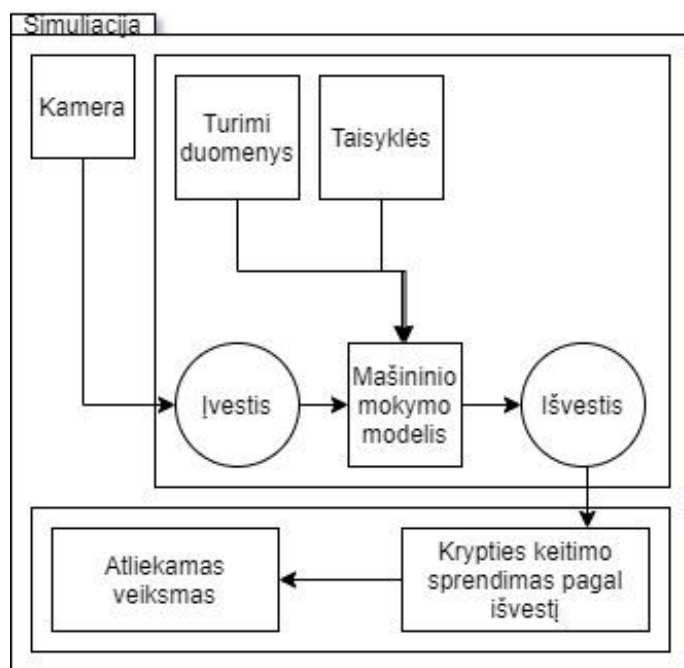 Simuliacija
Kamera
Turimi
duomenys
Taisyklės
Įvestis
Mašininio
mokymo
modelis
Išvestis
Atliekamas
veiksmas
Krypties keitimo
sprendimas pagal
išvestį